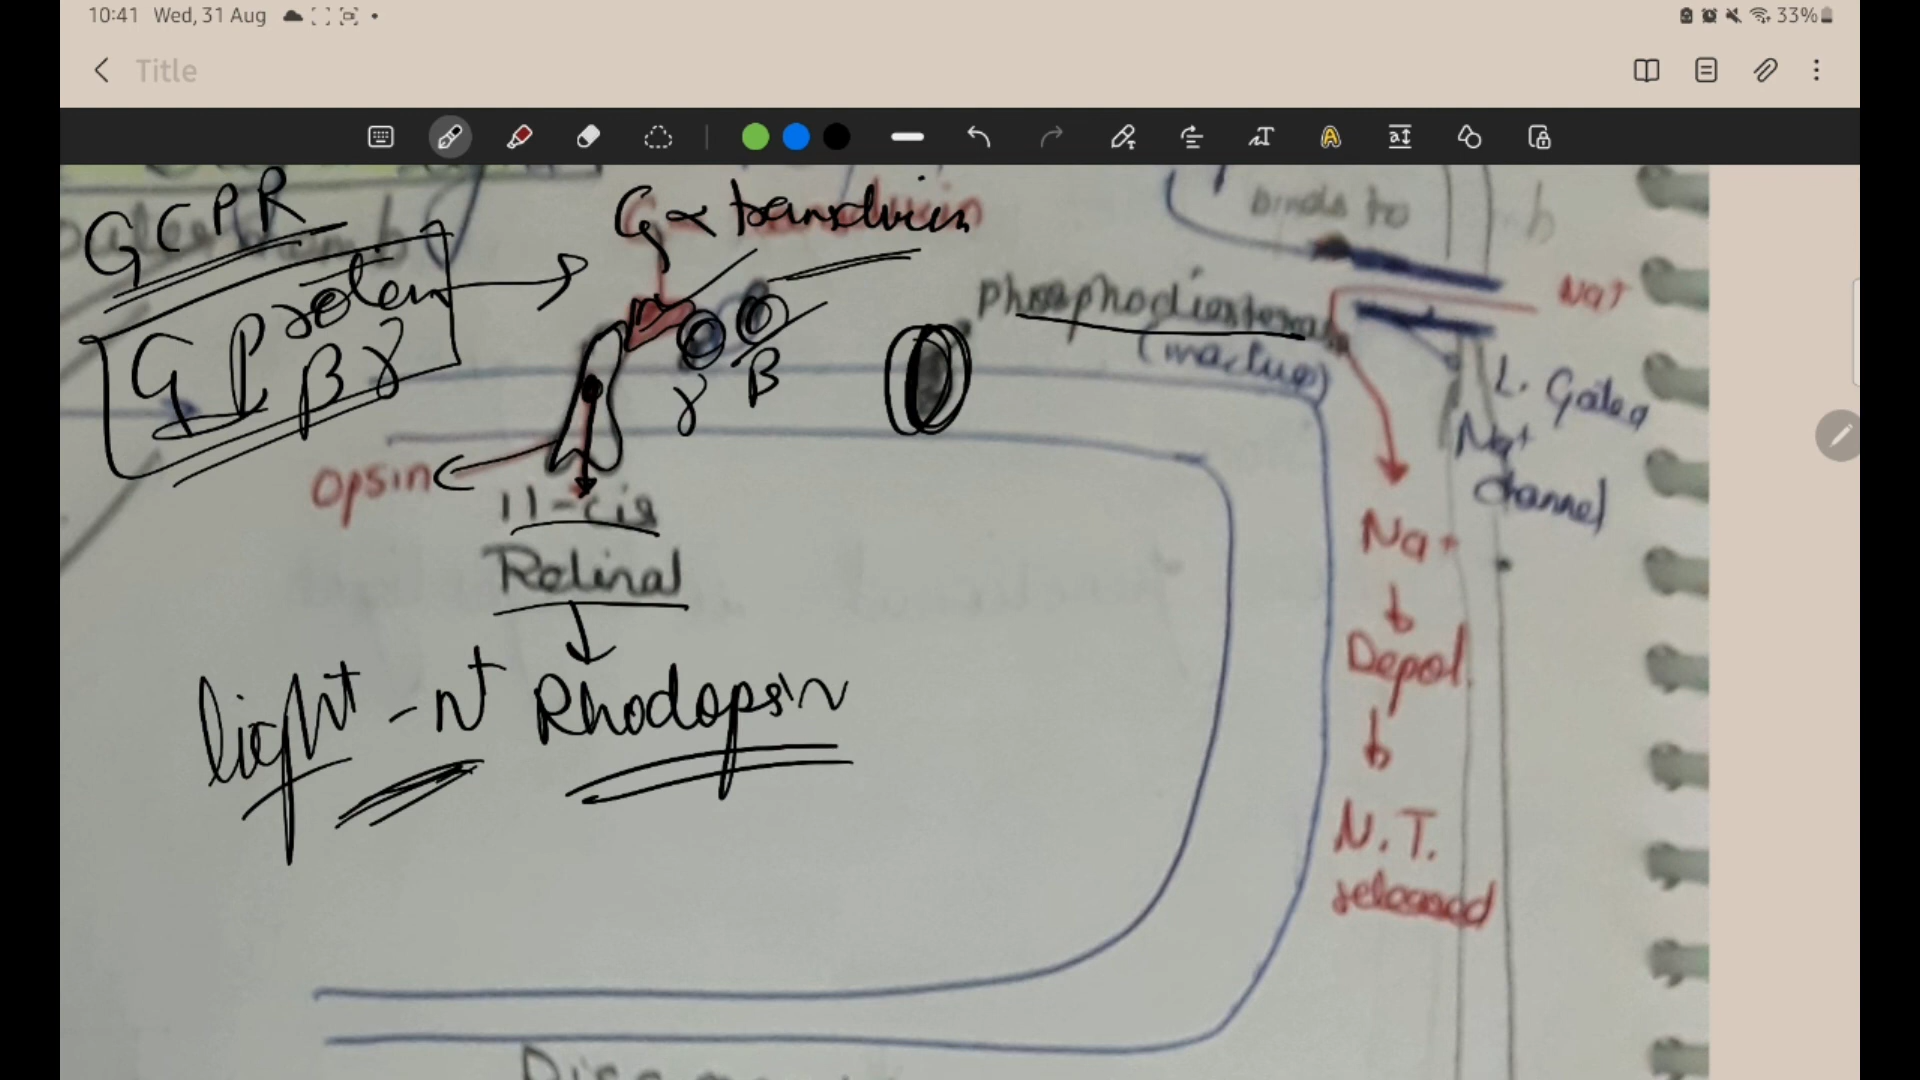 10:41 Wed, 31 Aug
33%
Title
GCPR
G Protein
β γ
Gα transducin
binds to
Na+
phosphodiesterase
(inactive)
γ
β
L. Gated
Na+
channel
opsin
11-cis
Retinal
Na+
Depol.
light - nt Rhodopsin
N.T.
released